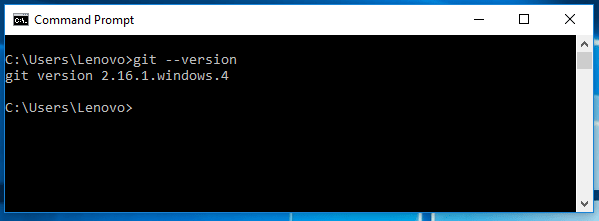 Command Prompt
C:\Users\Lenovo>git --version
git version 2.16.1.windows.4
C:\Users\Lenovo>